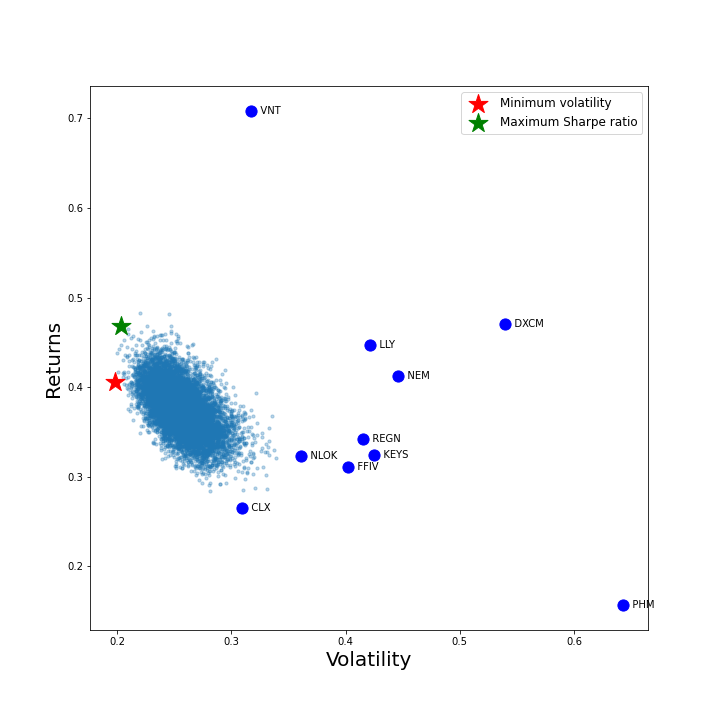 Minimum volatility
Maximum Sharpe ratio
VNT
0.7
0.6
0.5
DXCM
LLY
NEM
0.4
REGN
KEYS
NLOK
FFIV
0.3
CLX
0.2
PHM
Returns
0.2 0.3 0.4 0.5 0.6
Volatility